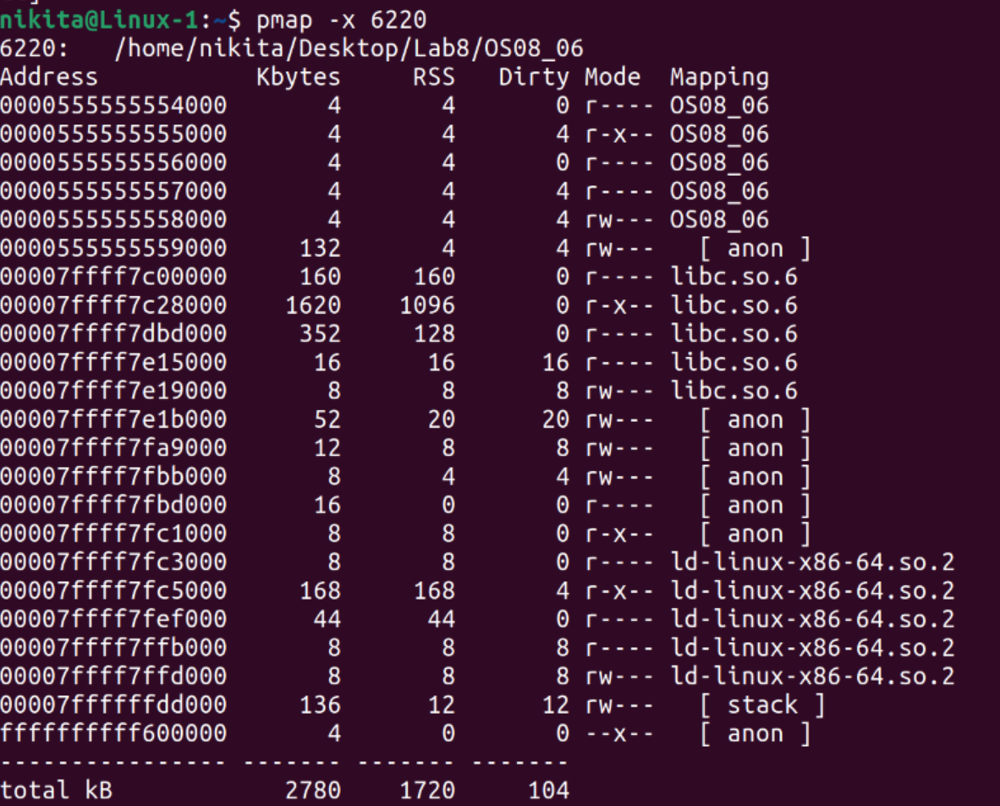 nikita@Linux-1:~$ pmap -x 6220
6220:   /home/nikita/Desktop/Lab8/OS08_06
Address           Kbytes     RSS   Dirty Mode  Mapping
0000555555554000       4       4       0 r---- OS08_06
0000555555555000       4       4       4 r-x-- OS08_06
0000555555556000       4       4       0 r---- OS08_06
0000555555557000       4       4       4 r---- OS08_06
0000555555558000       4       4       4 rw--- OS08_06
0000555555559000     132       4       4 rw---   [ anon ]
00007ffff7c00000     160     160       0 r---- libc.so.6
00007ffff7c28000    1620    1096       0 r-x-- libc.so.6
00007ffff7dbd000     352     128       0 r---- libc.so.6
00007ffff7e15000      16      16      16 r---- libc.so.6
00007ffff7e19000       8       8       8 rw--- libc.so.6
00007ffff7e1b000      52      20      20 rw---   [ anon ]
00007ffff7fa9000      12       8       8 rw---   [ anon ]
00007ffff7fbb000       8       4       4 rw---   [ anon ]
00007ffff7fbd000      16       0       0 r----   [ anon ]
00007ffff7fc1000       8       8       0 r-x--   [ anon ]
00007ffff7fc3000       8       8       0 r---- ld-linux-x86-64.so.2
00007ffff7fc5000     168     168       4 r-x-- ld-linux-x86-64.so.2
00007ffff7fef000      44      44       0 r---- ld-linux-x86-64.so.2
00007ffff7ffb000       8       8       8 r---- ld-linux-x86-64.so.2
00007ffff7ffd000       8       8       8 rw--- ld-linux-x86-64.so.2
00007ffffffdd000     136      12      12 rw---   [ stack ]
ffffffffff600000       4       0       0 --x--   [ anon ]
---------------- ------- ------- -------
total kB            2780    1720     104